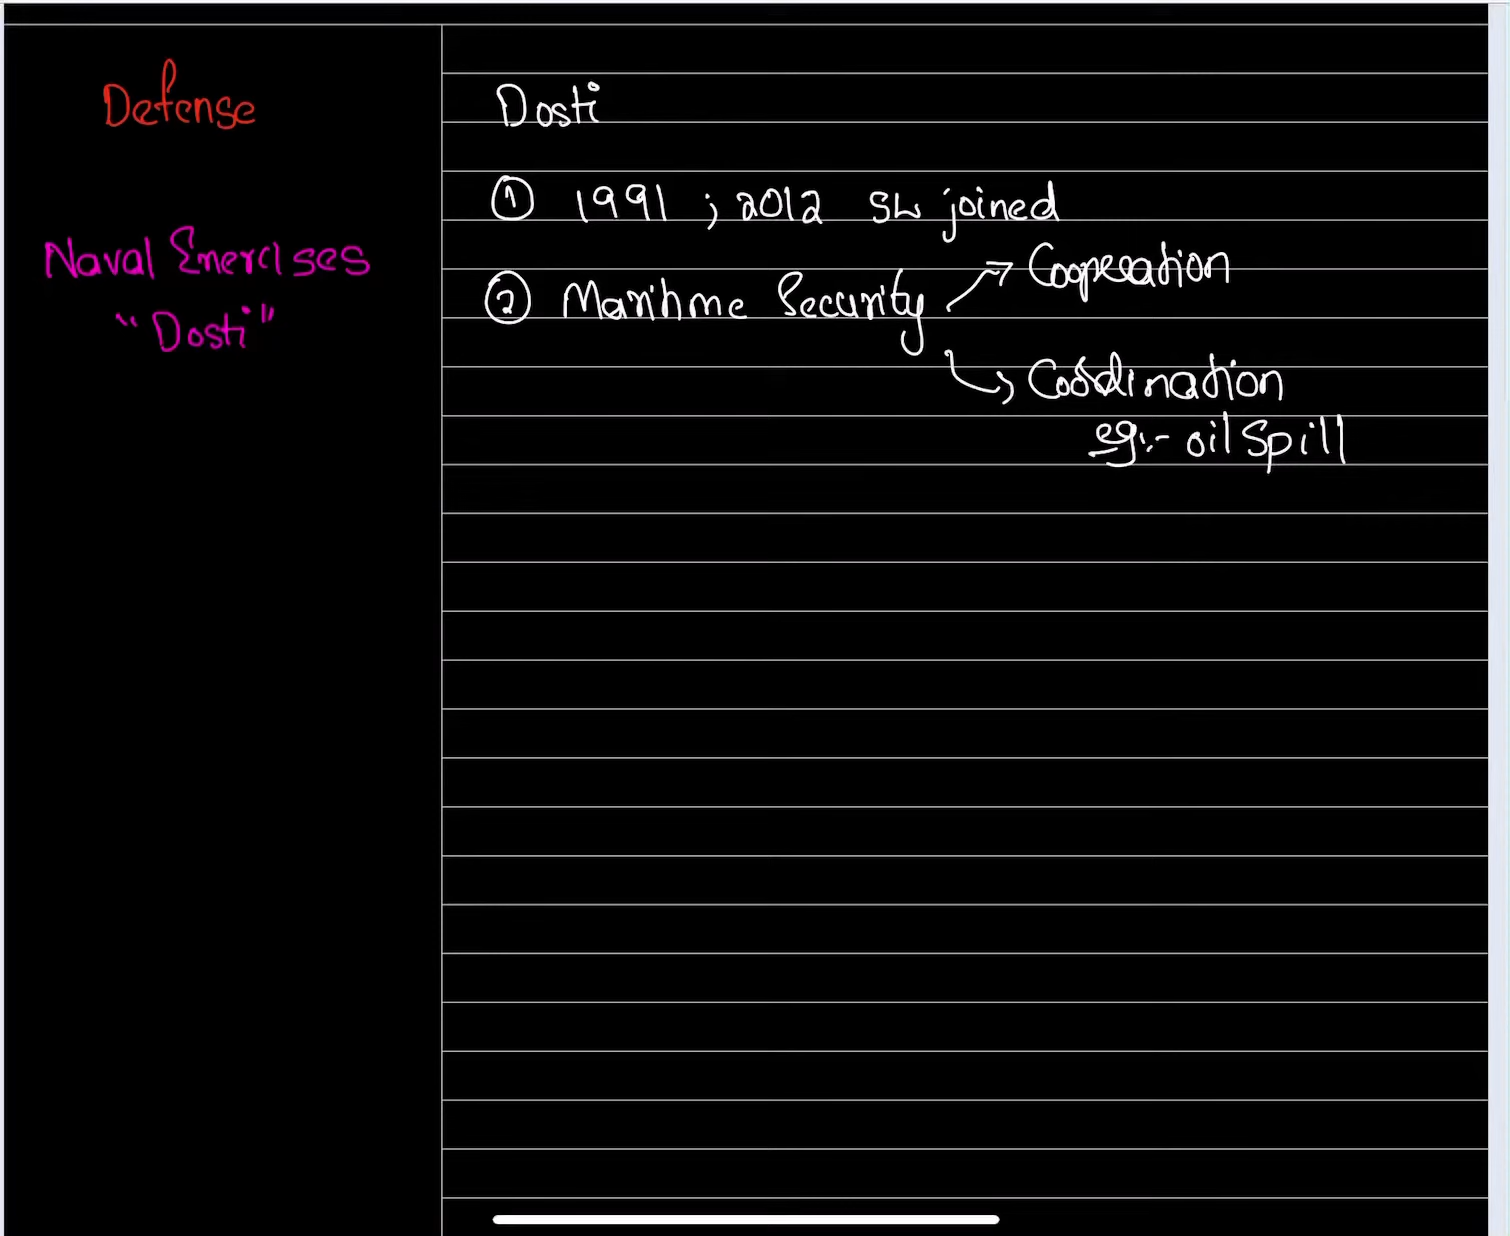 Defense
Naval Exercises
"Dosti"
Dosti
① 1991 ; 2012 SL joined
② Maritime Security → Cooperation
↳ Coordination
eg:- oil spill